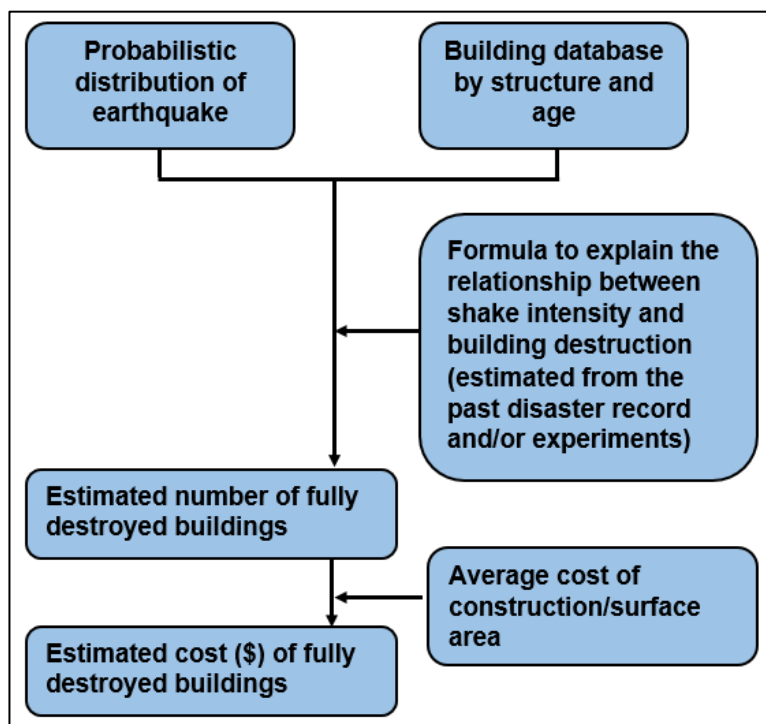 Probabilistic
distribution of
earthquake
Building database
by structure and
age
Formula to explain the
relationship between
shake intensity and
building destruction
(estimated from the
past disaster record
and/or experiments)
Estimated number of fully
destroyed buildings
Average cost of
construction/surface
area
Estimated cost ($) of fully
destroyed buildings